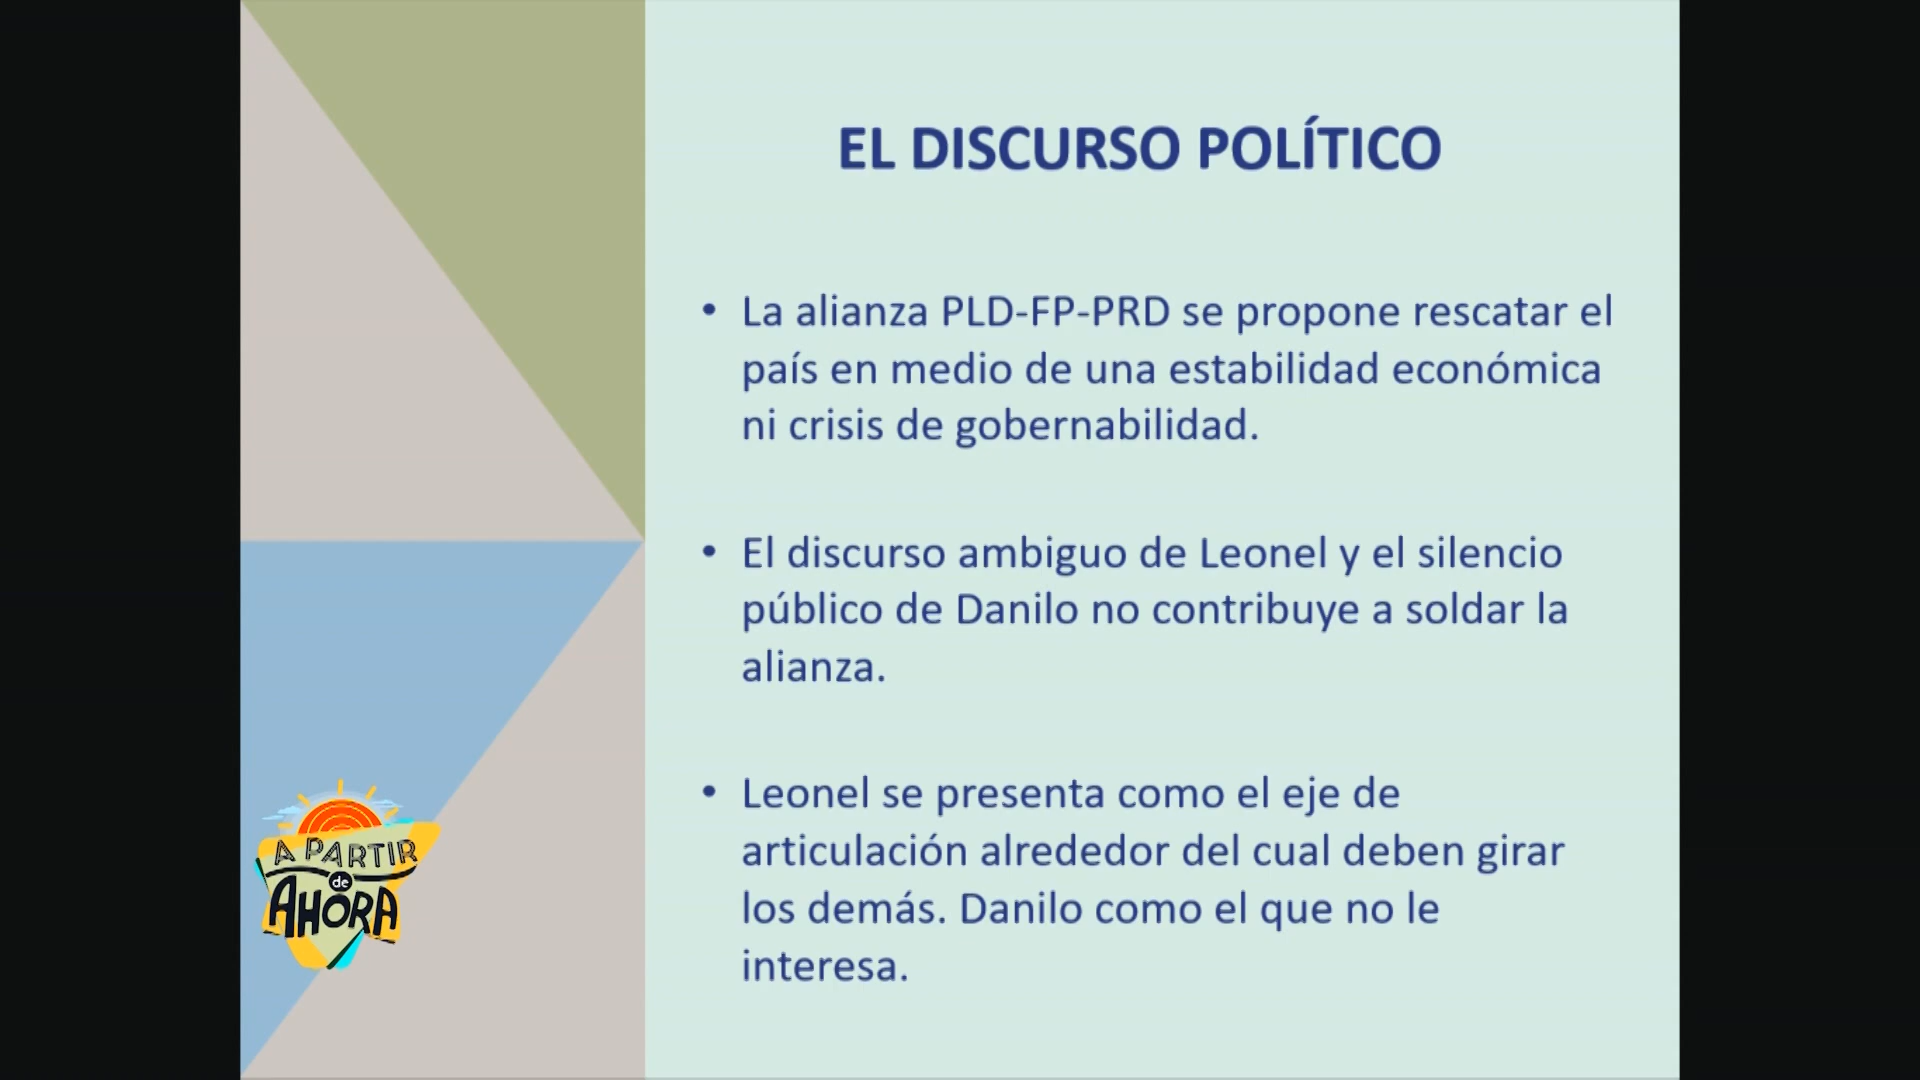 EL DISCURSO POLÍTICO
• La alianza PLD-FP-PRD se propone rescatar el
país en medio de una estabilidad económica
ni crisis de gobernabilidad.
• El discurso ambiguo de Leonel y el silencio
público de Danilo no contribuye a soldar la
alianza.
• Leonel se presenta como el eje de
articulación alrededor del cual deben girar
los demás. Danilo como el que no le
interesa.
A PARTIR
de
AHORA